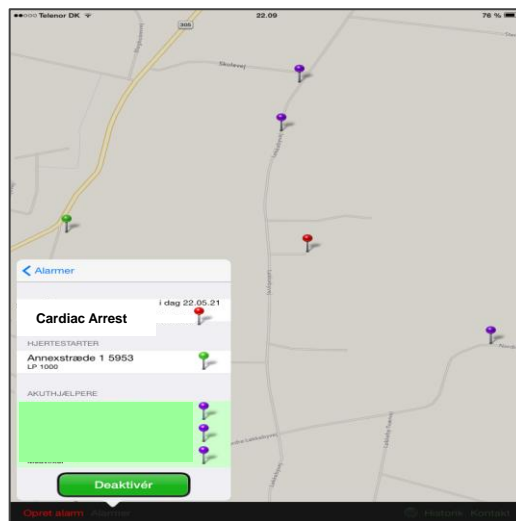 ●●○○○ Telenor DK
22.09
76 %
305
Skolevej
< Alarmer
i dag 22.05.21
Cardiac Arrest
HJERTESTARTER
Annexstræde 1 5953
LP 1000
AKUTHJÆLPERE
Deaktivér
Opret alarm Alarmer
Historik Kontakt